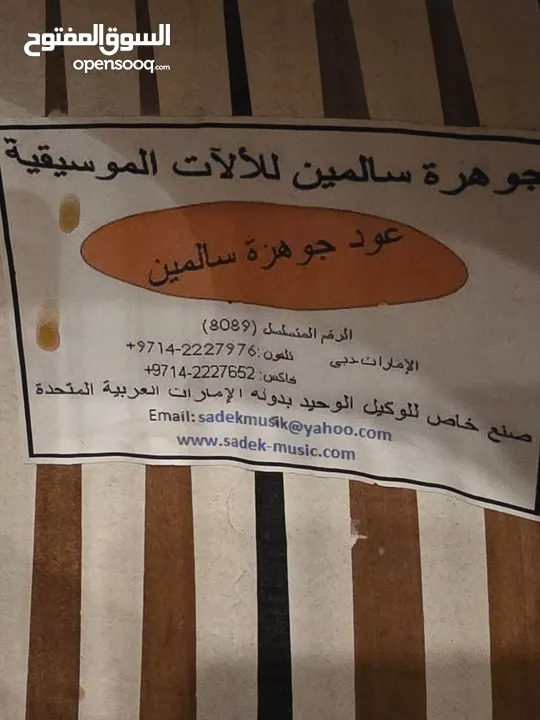 السوق المفتوح
opensooq.com
جوهرة سالمين للألآت الموسيقية
عود جوهرة سالمين
الرقم المتسلسل (8089)
الإمارات-دبي تلفون: 2227976-9714+
فاكس: 2227652-9714+
صنع خاص للوكيل الوحيد بدولة الإمارات العربية المتحدة
Email: sadekmusik@yahoo.com
www.sadek-music.com